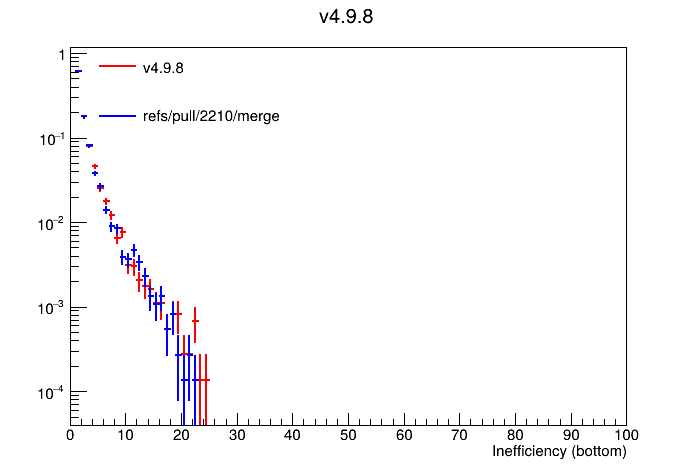 v4.9.8
1
v4.9.8
refs/pull/2210/merge
10⁻¹
10⁻²
10⁻³
10⁻⁴
0 10 20 30 40 50 60 70 80 90 100
Inefficiency (bottom)